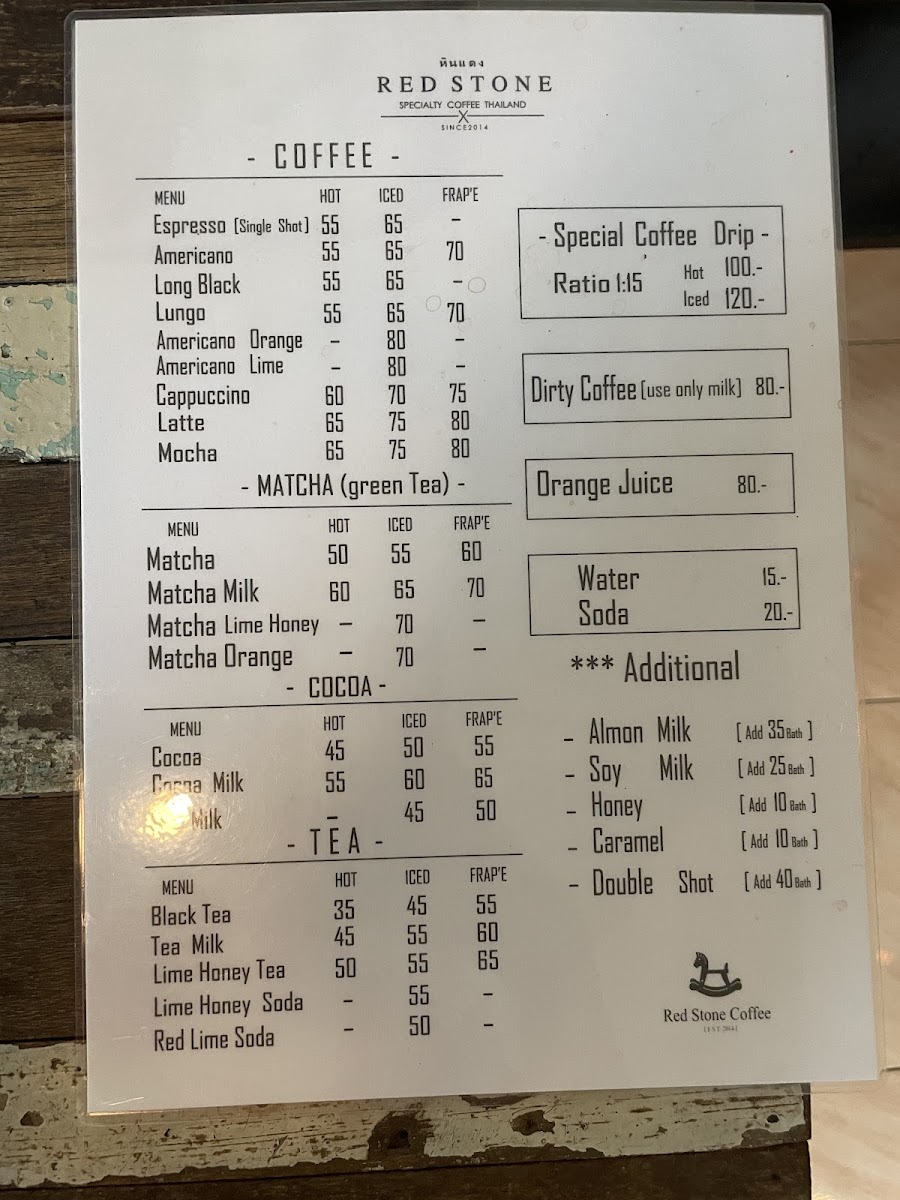 หินแดง
RED STONE
SPECIALTY COFFEE THAILAND
X
SINCE2014
- COFFEE -
MENU HOT ICED FRAP'E
Espresso [Single Shot] 55 65 –
Americano 55 65 70
Long Black 55 65 –
Lungo 55 65 70
Americano Orange – 80 –
Americano Lime – 80 –
Cappuccino 60 70 75
Latte 65 75 80
Mocha 65 75 80
- MATCHA (green Tea) -
MENU HOT ICED FRAP'E
Matcha 50 55 60
Matcha Milk 60 65 70
Matcha Lime Honey – 70 –
Matcha Orange – 70 –
- COCOA -
MENU HOT ICED FRAP'E
Cocoa 45 50 55
Cocoa Milk 55 60 65
Milk – 45 50
- TEA -
MENU HOT ICED FRAP'E
Black Tea 35 45 55
Tea Milk 45 55 60
Lime Honey Tea 50 55 65
Lime Honey Soda – 55 –
Red Lime Soda – 50 –
- Special Coffee Drip -
Ratio 1:15 Hot 100.-
Iced 120.-
Dirty Coffee [use only milk] 80.-
Orange Juice 80.-
Water 15.-
Soda 20.-
*** Additional
– Almon Milk [ Add 35 Bath ]
– Soy Milk [ Add 25 Bath ]
– Honey [ Add 10 Bath ]
– Caramel [ Add 10 Bath ]
– Double Shot [ Add 40 Bath ]
Red Stone Coffee